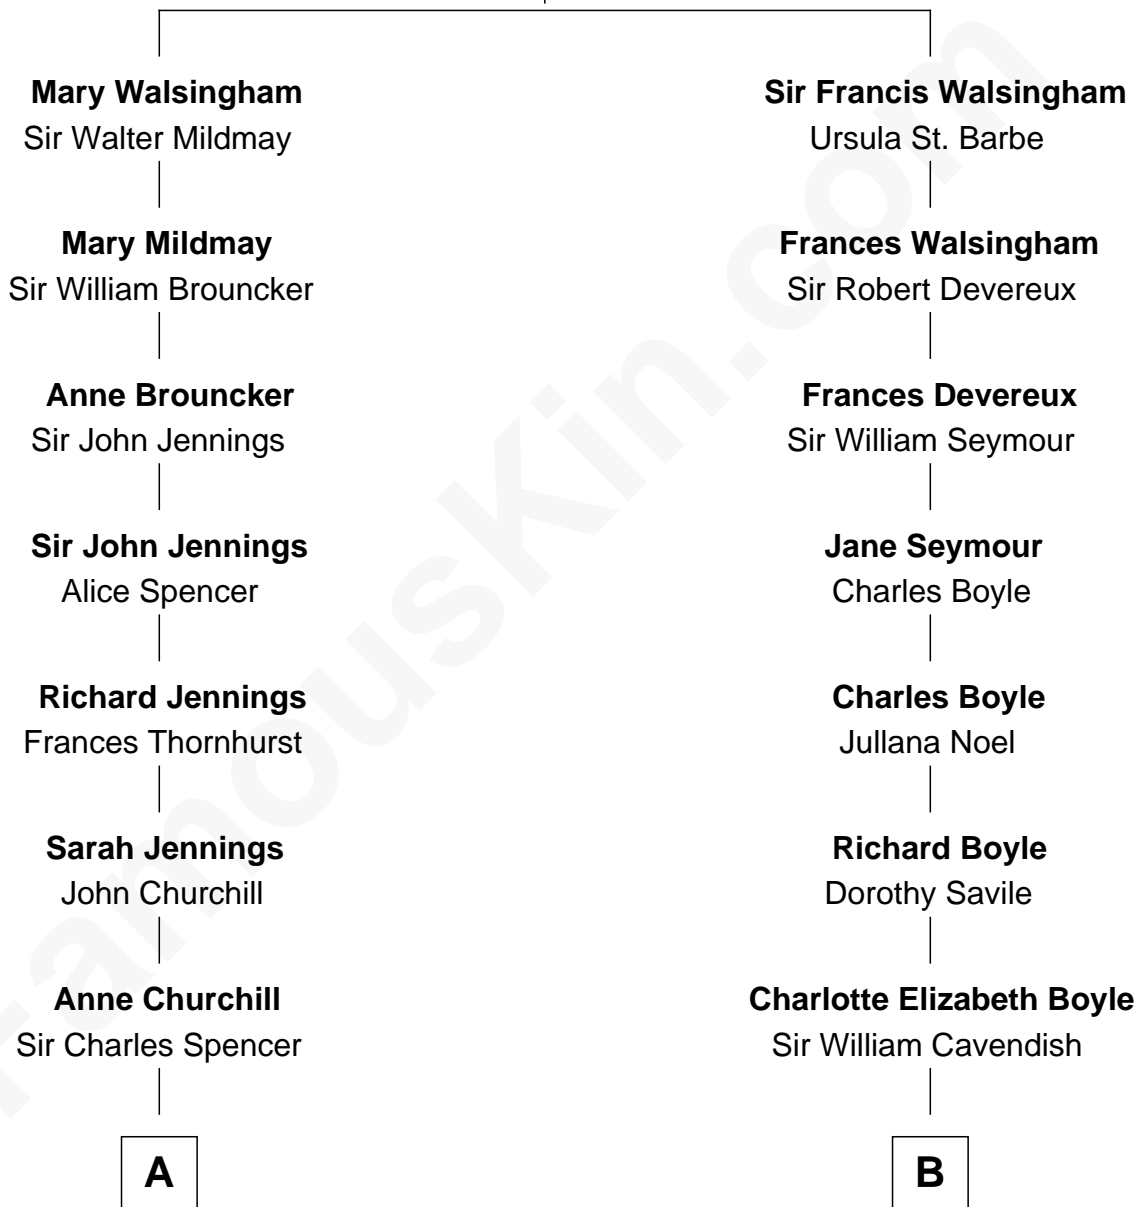 Mary Walsingham
Sir Walter Mildmay
Sir Francis Walsingham
Ursula St. Barbe
Mary Mildmay
Sir William Brouncker
Frances Walsingham
Sir Robert Devereux
Anne Brouncker
Sir John Jennings
Frances Devereux
Sir William Seymour
Sir John Jennings
Alice Spencer
Jane Seymour
Charles Boyle
Richard Jennings
Frances Thornhurst
Charles Boyle
Jullana Noel
Sarah Jennings
John Churchill
Richard Boyle
Dorothy Savile
Anne Churchill
Sir Charles Spencer
Charlotte Elizabeth Boyle
Sir William Cavendish
A
B
FamousKin.com